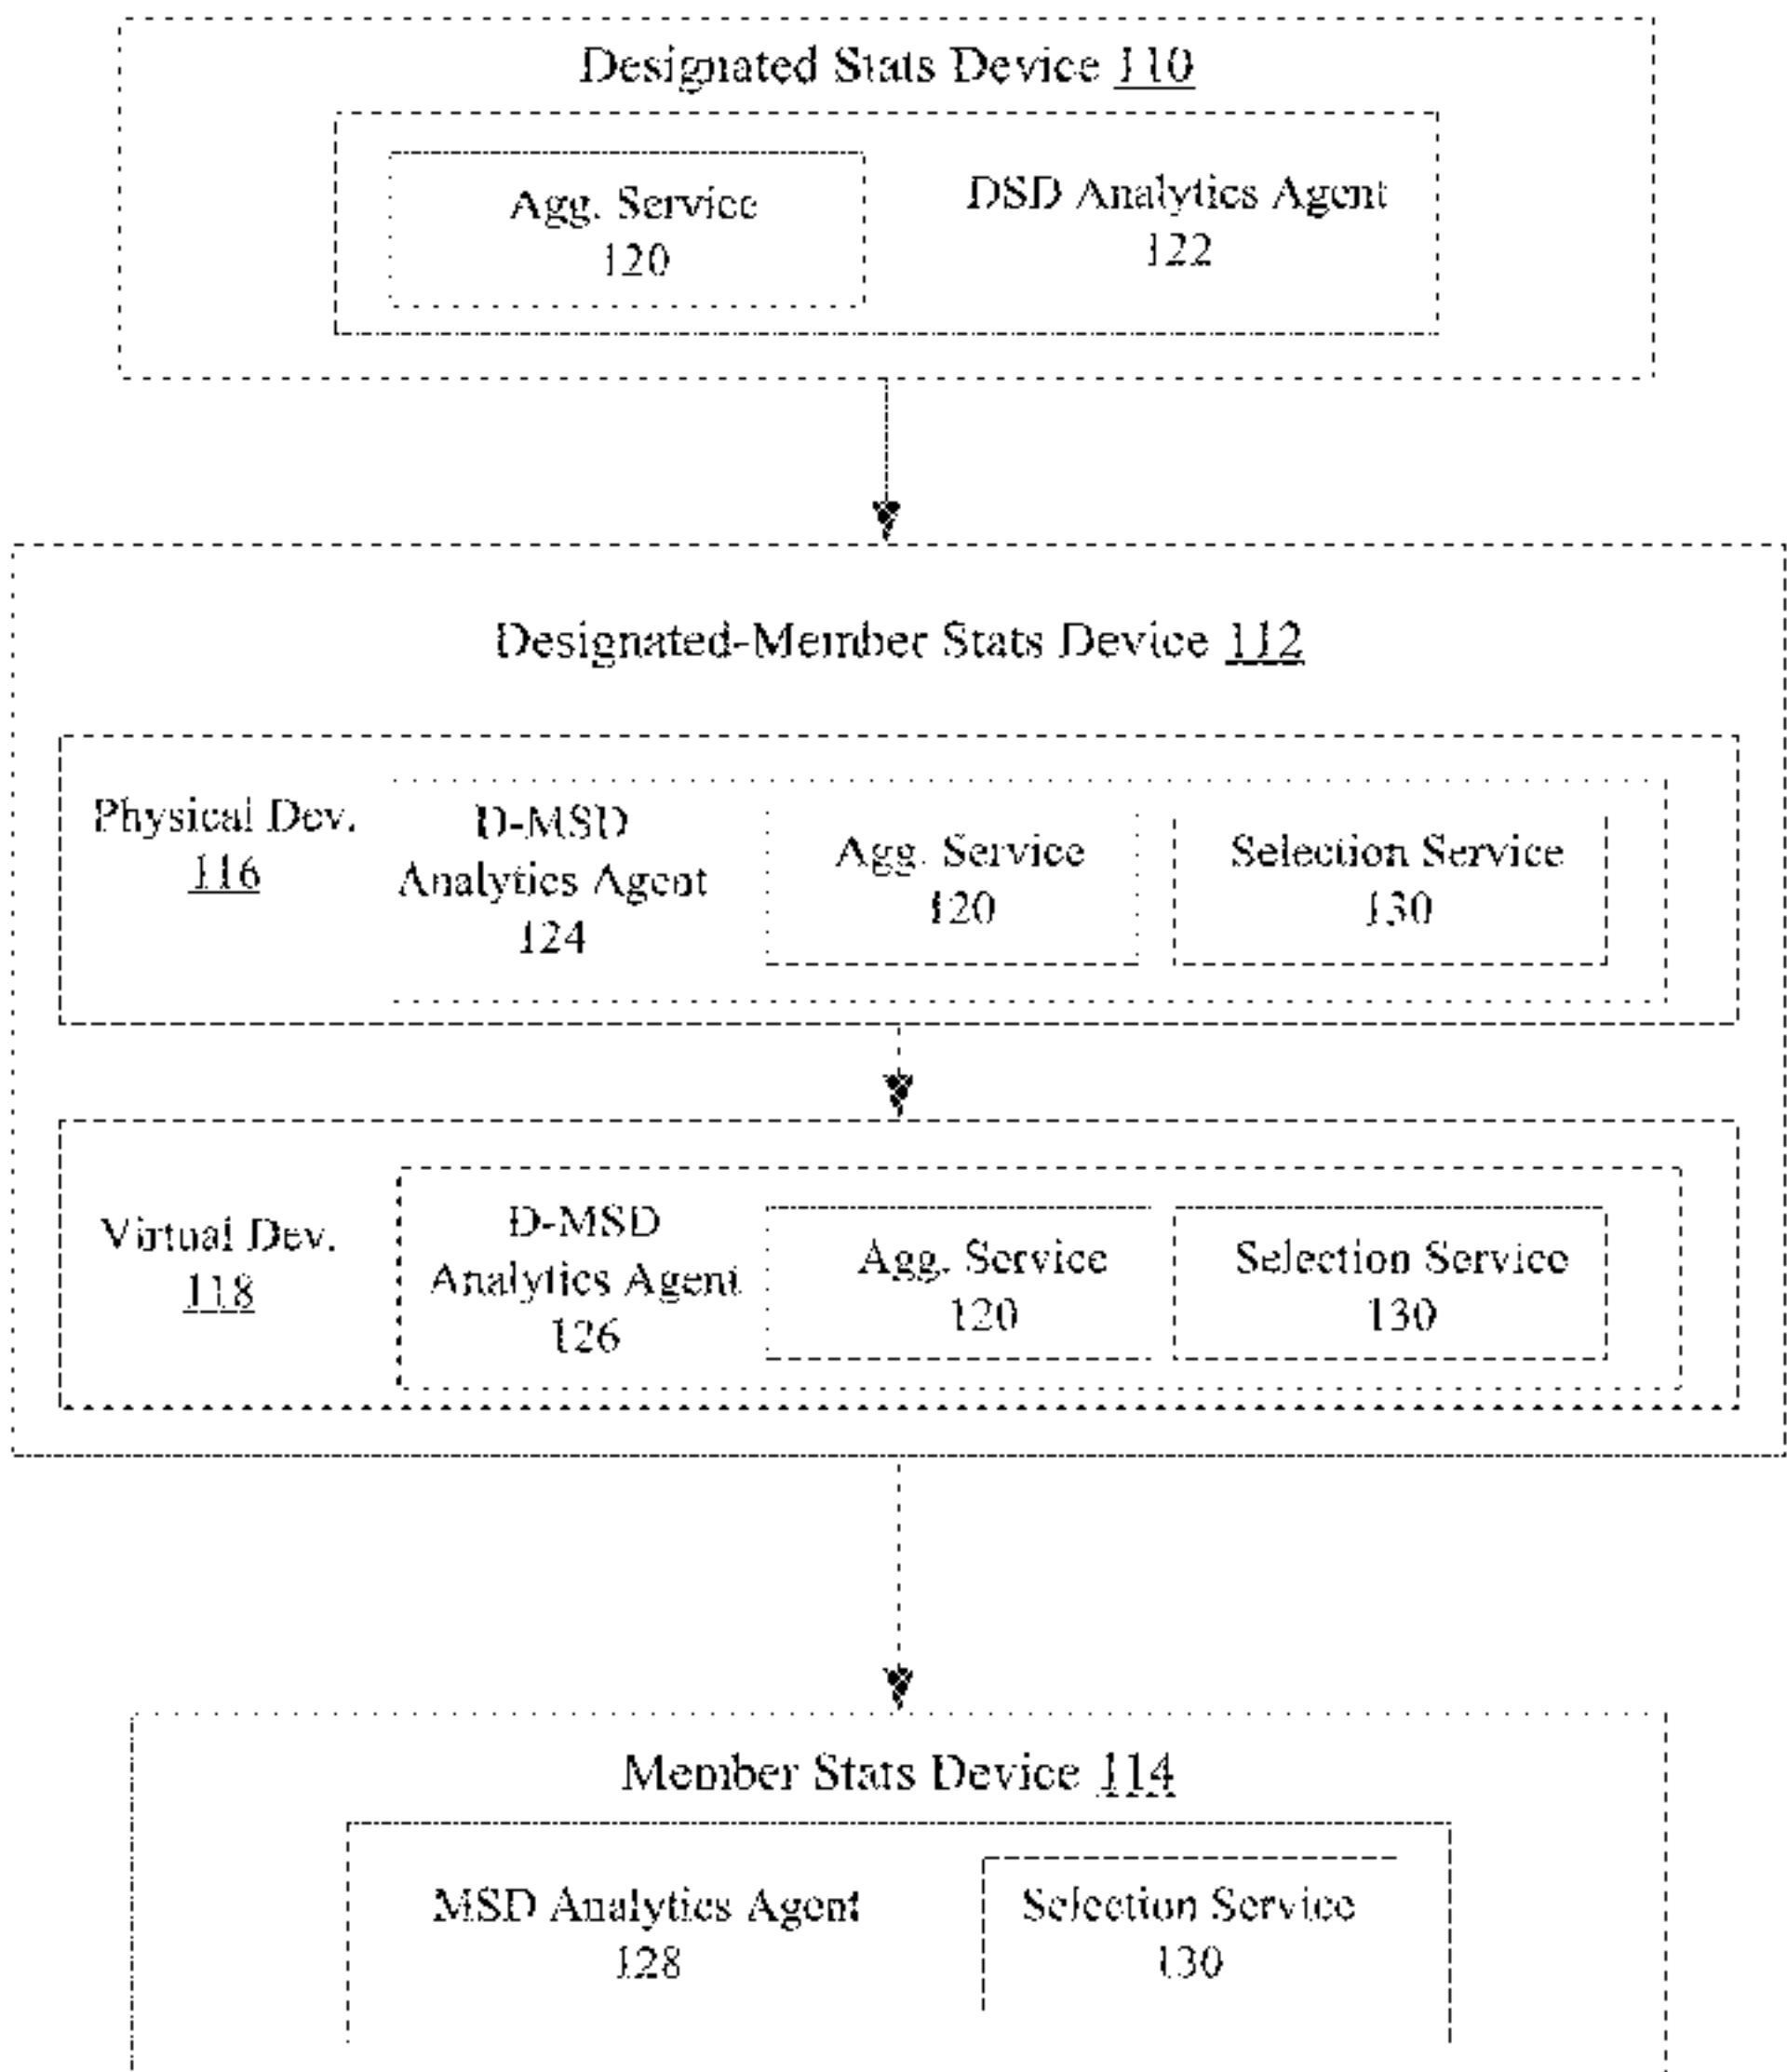 Designated Stats Device 110
Agg. Service
120
DSD Analytics Agent
122
Designated-Member Stats Device 112
Physical Dev.
116
D-MSD
Analytics Agent
124
Agg. Service
120
Selection Service
130
Virtual Dev.
118
D-MSD
Analytics Agent
126
Agg. Service
120
Selection Service
130
Member Stats Device 114
MSD Analytics Agent
128
Selection Service
130